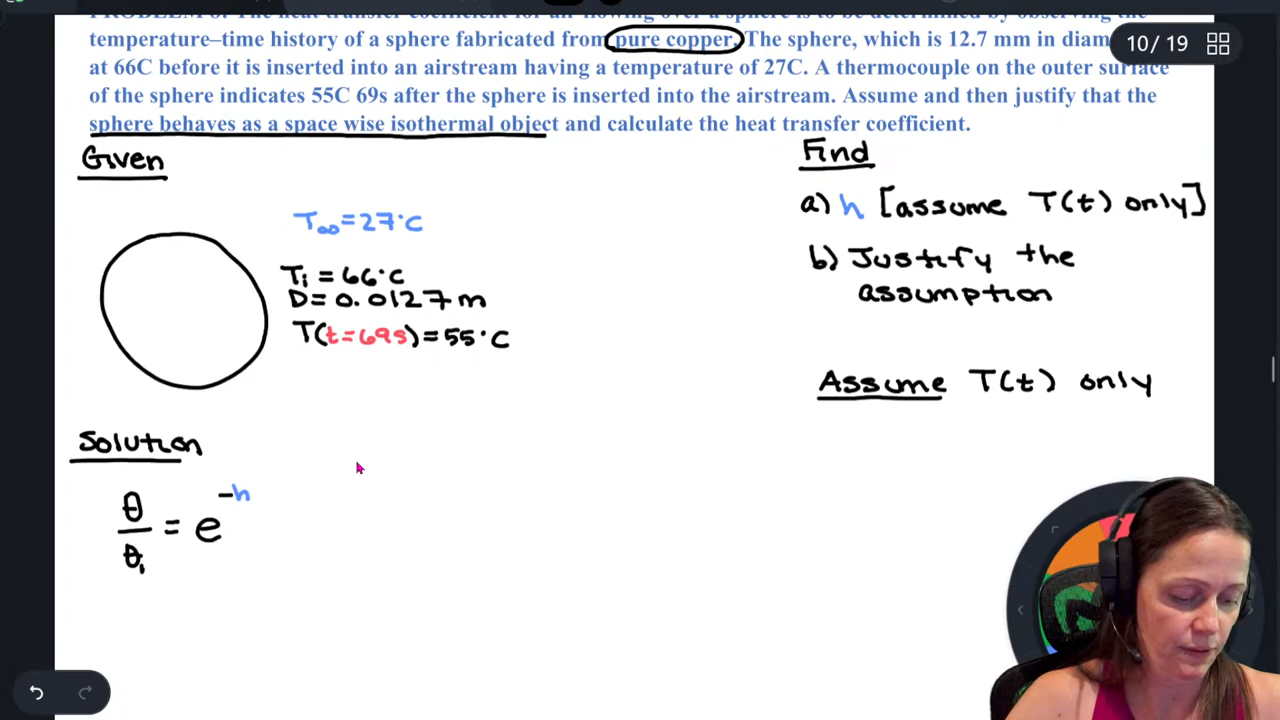 temperature–time history of a sphere fabricated from pure copper. The sphere, which is 12.7 mm in diam
10/19
at 66C before it is inserted into an airstream having a temperature of 27C. A thermocouple on the outer surface
of the sphere indicates 55C 69s after the sphere is inserted into the airstream. Assume and then justify that the
sphere behaves as a space wise isothermal object and calculate the heat transfer coefficient.
Given
T∞=27°C
Ti = 66°C
D= 0.0127m
T(t=69s)=55°C
Find
a) h [assume T(t) only]
b) Justify the
assumption
Assume T(t) only
Solution
θ/θi = e^-h